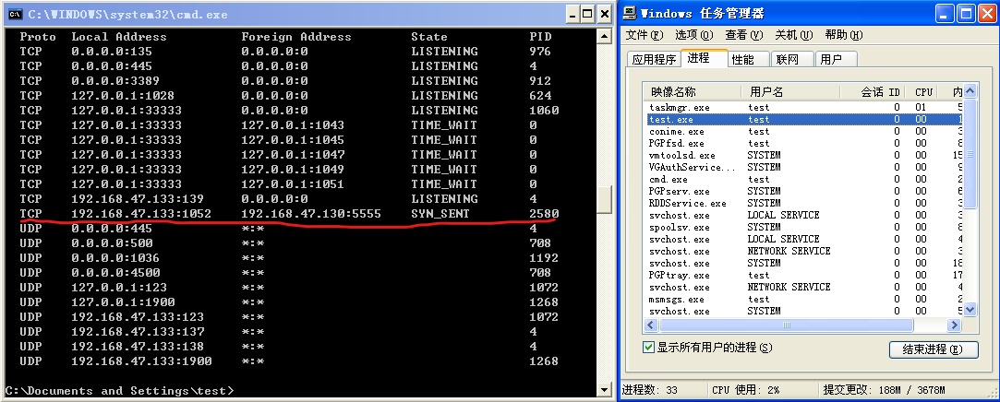 C:\WINDOWS\system32\cmd.exe
Proto Local Address Foreign Address State PID
TCP 0.0.0.0:135 0.0.0.0:0 LISTENING 976
TCP 0.0.0.0:445 0.0.0.0:0 LISTENING 4
TCP 0.0.0.0:3389 0.0.0.0:0 LISTENING 912
TCP 127.0.0.1:1028 0.0.0.0:0 LISTENING 624
TCP 127.0.0.1:33333 0.0.0.0:0 LISTENING 1060
TCP 127.0.0.1:33333 127.0.0.1:1043 TIME_WAIT 0
TCP 127.0.0.1:33333 127.0.0.1:1045 TIME_WAIT 0
TCP 127.0.0.1:33333 127.0.0.1:1047 TIME_WAIT 0
TCP 127.0.0.1:33333 127.0.0.1:1049 TIME_WAIT 0
TCP 127.0.0.1:33333 127.0.0.1:1051 TIME_WAIT 0
TCP 192.168.47.133:139 0.0.0.0:0 LISTENING 4
TCP 192.168.47.133:1052 192.168.47.130:5555 SYN_SENT 2580
UDP 0.0.0.0:445 *:* 4
UDP 0.0.0.0:500 *:* 708
UDP 0.0.0.0:1036 *:* 1192
UDP 0.0.0.0:4500 *:* 708
UDP 127.0.0.1:123 *:* 1072
UDP 127.0.0.1:1900 *:* 1268
UDP 192.168.47.133:123 *:* 1072
UDP 192.168.47.133:137 *:* 4
UDP 192.168.47.133:138 *:* 4
UDP 192.168.47.133:1900 *:* 1268
C:\Documents and Settings\test>
Windows 任务管理器
文件(F) 选项(O) 查看(V) 关机(U) 帮助(H)
应用程序 进程 性能 联网 用户
映像名称 用户名 会话 ID CPU 内
taskmgr.exe test 0 01 5
test.exe test 0 00 1
conime.exe test 0 00 3
PGPfsd.exe test 0 00 8
vmtoolsd.exe SYSTEM 0 00 15
VGAuthService... SYSTEM 0 00 9
cmd.exe test 0 00 2
PGPserv.exe SYSTEM 0 00 6
RDDService.exe SYSTEM 0 00 3
svchost.exe LOCAL SERVICE 0 00 3
spoolsv.exe SYSTEM 0 00 8
svchost.exe LOCAL SERVICE 0 00 4
svchost.exe NETWORK SERVICE 0 00 3
svchost.exe SYSTEM 0 00 18
PGPtray.exe test 0 00 17
svchost.exe NETWORK SERVICE 0 00 4
msmsgs.exe test 0 00 2
svchost.exe SYSTEM 0 00 5
显示所有用户的进程(S) 结束进程(E)
进程数: 33 CPU 使用: 2% 提交更改: 188M / 3678M